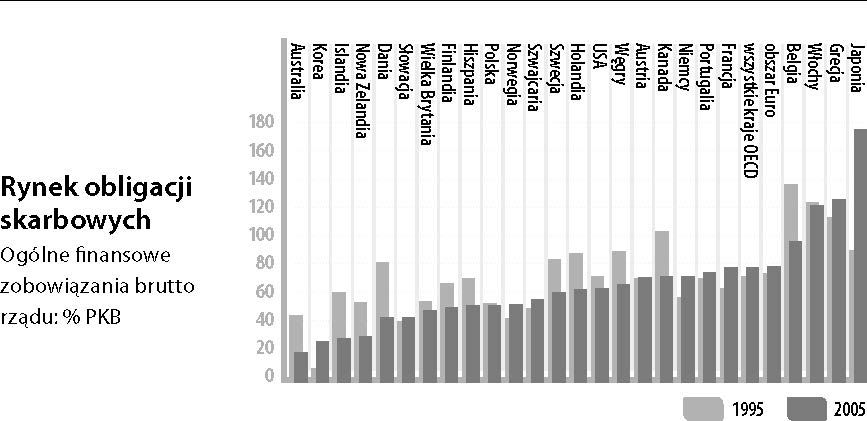 Rynek obligacji
skarbowych
Ogólne finansowe
zobowiązania brutto
rządu: % PKB
Australia
Korea
Islandia
Nowa Zelandia
Dania
Słowacja
Wielka Brytania
Finlandia
Hiszpania
Polska
Norwegia
Szwajcaria
Szwecja
Holandia
USA
Węgry
Austria
Kanada
Niemcy
Portugalia
Francja
wszystkie kraje OECD
obszar Euro
Belgia
Włochy
Grecja
Japonia
180
160
140
120
100
80
60
40
20
0
1995
2005